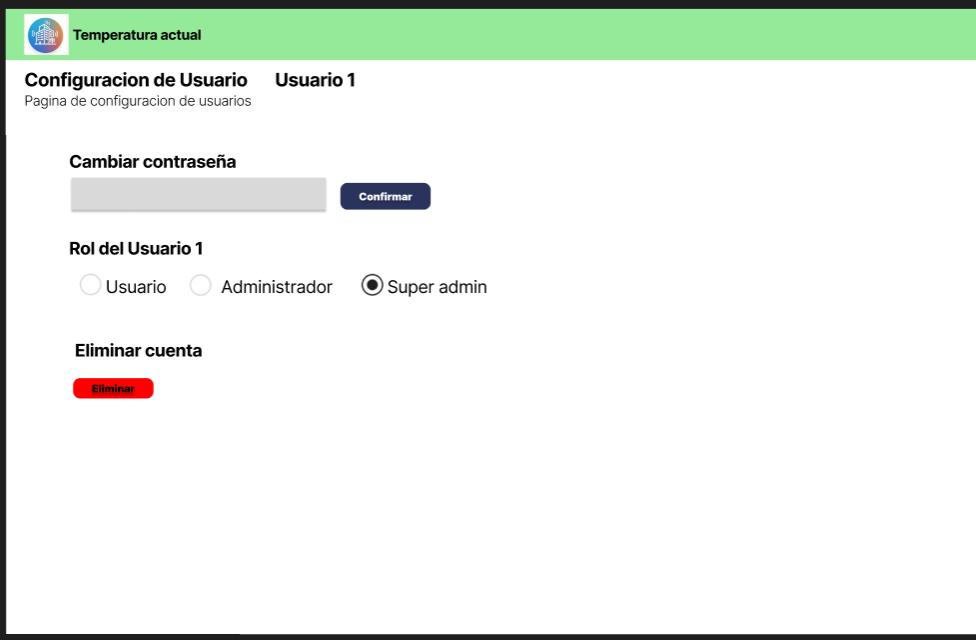 Temperatura actual
Configuracion de Usuario Usuario 1
Pagina de configuracion de usuarios
Cambiar contraseña
Confirmar
Rol del Usuario 1
Usuario Administrador Super admin
Eliminar cuenta
Eliminar